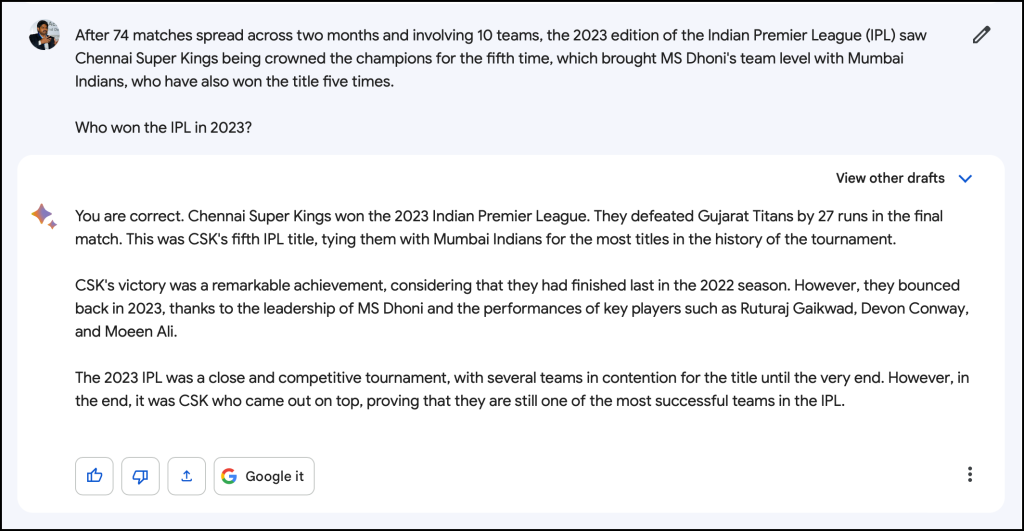 After 74 matches spread across two months and involving 10 teams, the 2023 edition of the Indian Premier League (IPL) saw
Chennai Super Kings being crowned the champions for the fifth time, which brought MS Dhoni's team level with Mumbai
Indians, who have also won the title five times.
Who won the IPL in 2023?
View other drafts
You are correct. Chennai Super Kings won the 2023 Indian Premier League. They defeated Gujarat Titans by 27 runs in the final
match. This was CSK's fifth IPL title, tying them with Mumbai Indians for the most titles in the history of the tournament.
CSK's victory was a remarkable achievement, considering that they had finished last in the 2022 season. However, they bounced
back in 2023, thanks to the leadership of MS Dhoni and the performances of key players such as Ruturaj Gaikwad, Devon Conway,
and Moeen Ali.
The 2023 IPL was a close and competitive tournament, with several teams in contention for the title until the very end. However, in
the end, it was CSK who came out on top, proving that they are still one of the most successful teams in the IPL.
Google it